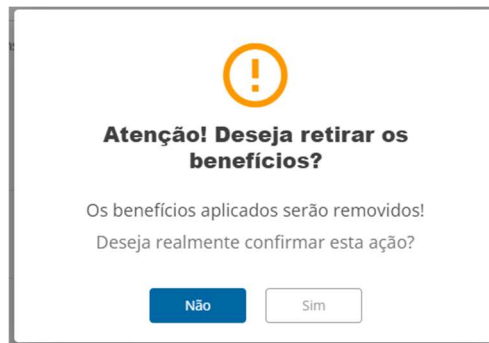 Atenção! Deseja retirar os
benefícios?
Os benefícios aplicados serão removidos!
Deseja realmente confirmar esta ação?
Não
Sim